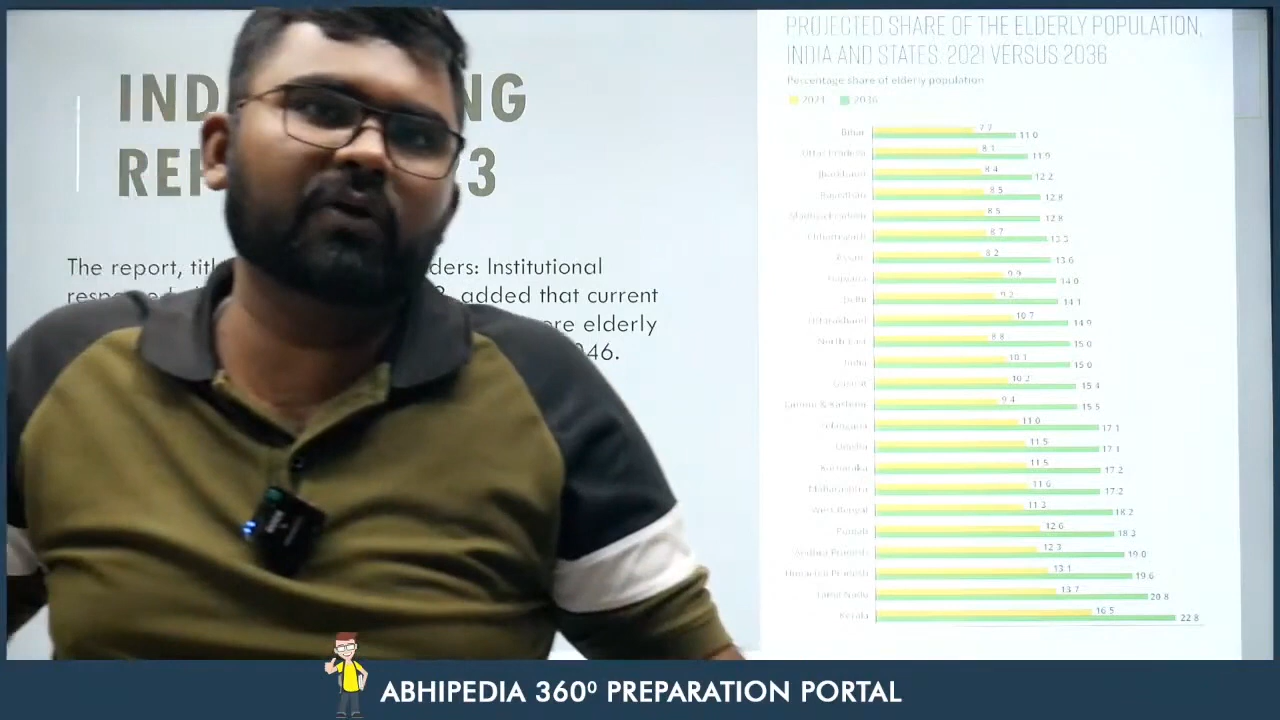 IND NG
REP 3
The report, titl ders: Institutional
added that current
ore elderly
046.
PROJECTED SHARE OF THE ELDERLY POPULATION,
INDIA AND STATES: 2021 VERSUS 2036
Percentage share of elderly population
2021 2036
Bihar 7.7 11.0
Uttar Pradesh 8.1 11.9
Jharkhand 8.4 12.2
Rajasthan 8.5 12.8
Madhya Pradesh 8.5 12.8
Chhattisgarh 8.7 13.5
Assam 8.2 13.6
Haryana 9.9 14.0
Delhi 9.2 14.1
Uttarakhand 10.7 14.9
North East 8.8 15.0
India 10.1 15.0
Gujarat 10.2 15.4
Jammu & Kashmir 9.4 15.5
Telangana 11.0 17.1
Odisha 11.5 17.1
Karnataka 11.5 17.2
Maharashtra 11.6 17.2
West Bengal 11.3 18.2
Punjab 12.6 18.3
Andhra Pradesh 12.3 19.0
Himachal Pradesh 13.1 19.6
Tamil Nadu 13.7 20.8
Kerala 16.5 22.8
ABHIPEDIA 360⁰ PREPARATION PORTAL